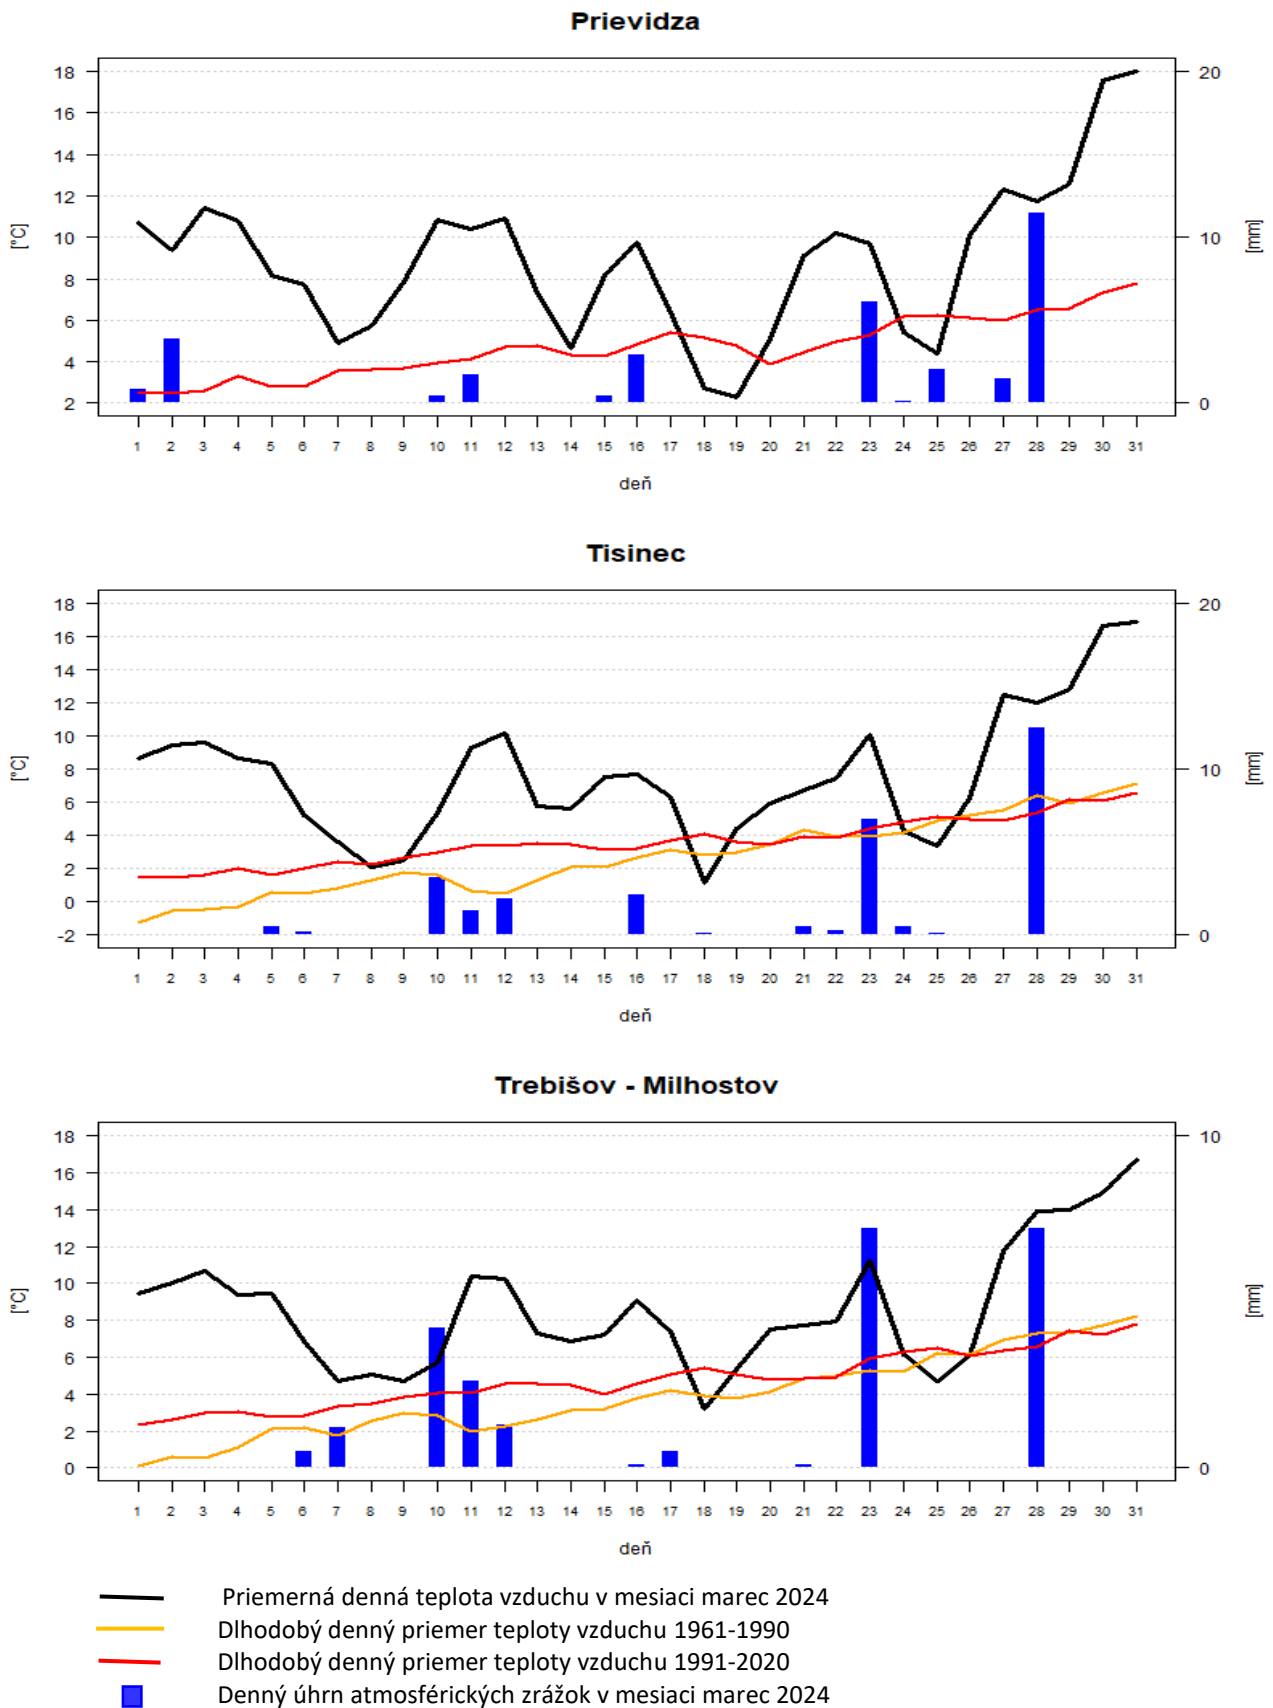 Prievidza
18
16
14
12
10
8
6
4
2
[°C]
20
10
0
[mm]
1 2 3 4 5 6 7 8 9 10 11 12 13 14 15 16 17 18 19 20 21 22 23 24 25 26 27 28 29 30 31
deň
Tisinec
18
16
14
12
10
8
6
4
2
0
-2
[°C]
20
10
0
[mm]
1 2 3 4 5 6 7 8 9 10 11 12 13 14 15 16 17 18 19 20 21 22 23 24 25 26 27 28 29 30 31
deň
Trebišov - Milhostov
18
16
14
12
10
8
6
4
2
0
[°C]
10
0
[mm]
1 2 3 4 5 6 7 8 9 10 11 12 13 14 15 16 17 18 19 20 21 22 23 24 25 26 27 28 29 30 31
deň
Priemerná denná teplota vzduchu v mesiaci marec 2024
Dlhodobý denný priemer teploty vzduchu 1961-1990
Dlhodobý denný priemer teploty vzduchu 1991-2020
Denný úhrn atmosférických zrážok v mesiaci marec 2024